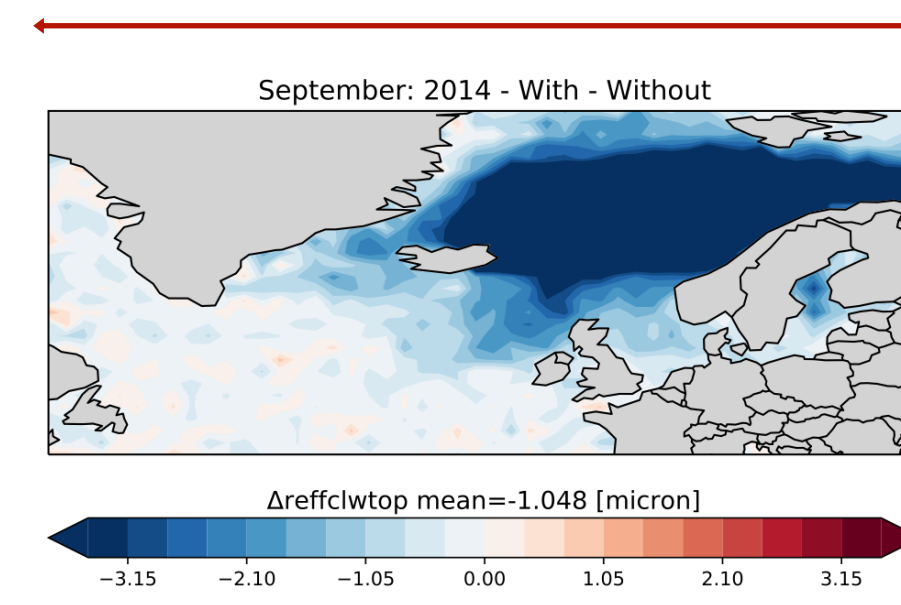 September: 2014 - With - Without
Δreffclwtop mean=-1.048 [micron]
−3.15 −2.10 −1.05 0.00 1.05 2.10 3.15